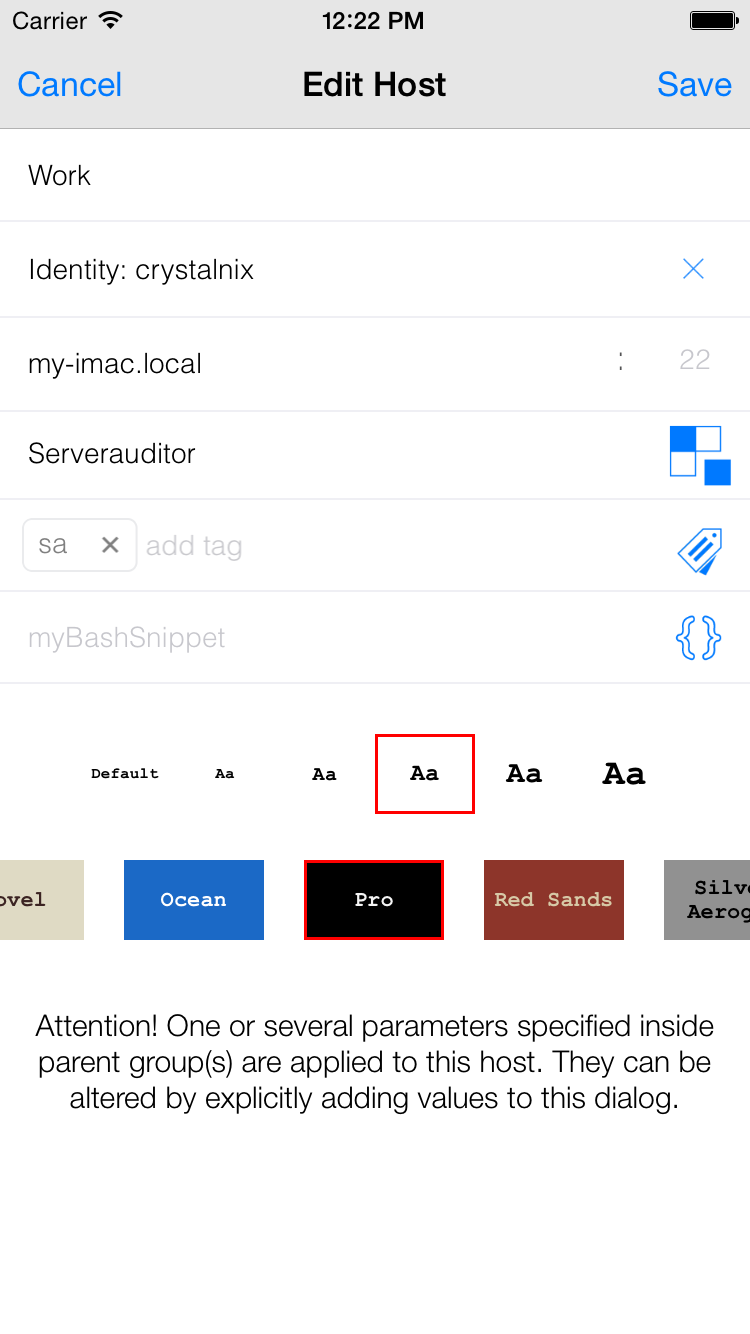 Carrier 12:22 PM
Cancel Edit Host Save
Work
Identity: crystalnix
my-imac.local : 22
Serverauditor
sa add tag
myBashSnippet {}
Default Aa Aa Aa Aa Aa
ovel Ocean Pro Red Sands Silve
Aerog
Attention! One or several parameters specified inside
parent group(s) are applied to this host. They can be
altered by explicitly adding values to this dialog.